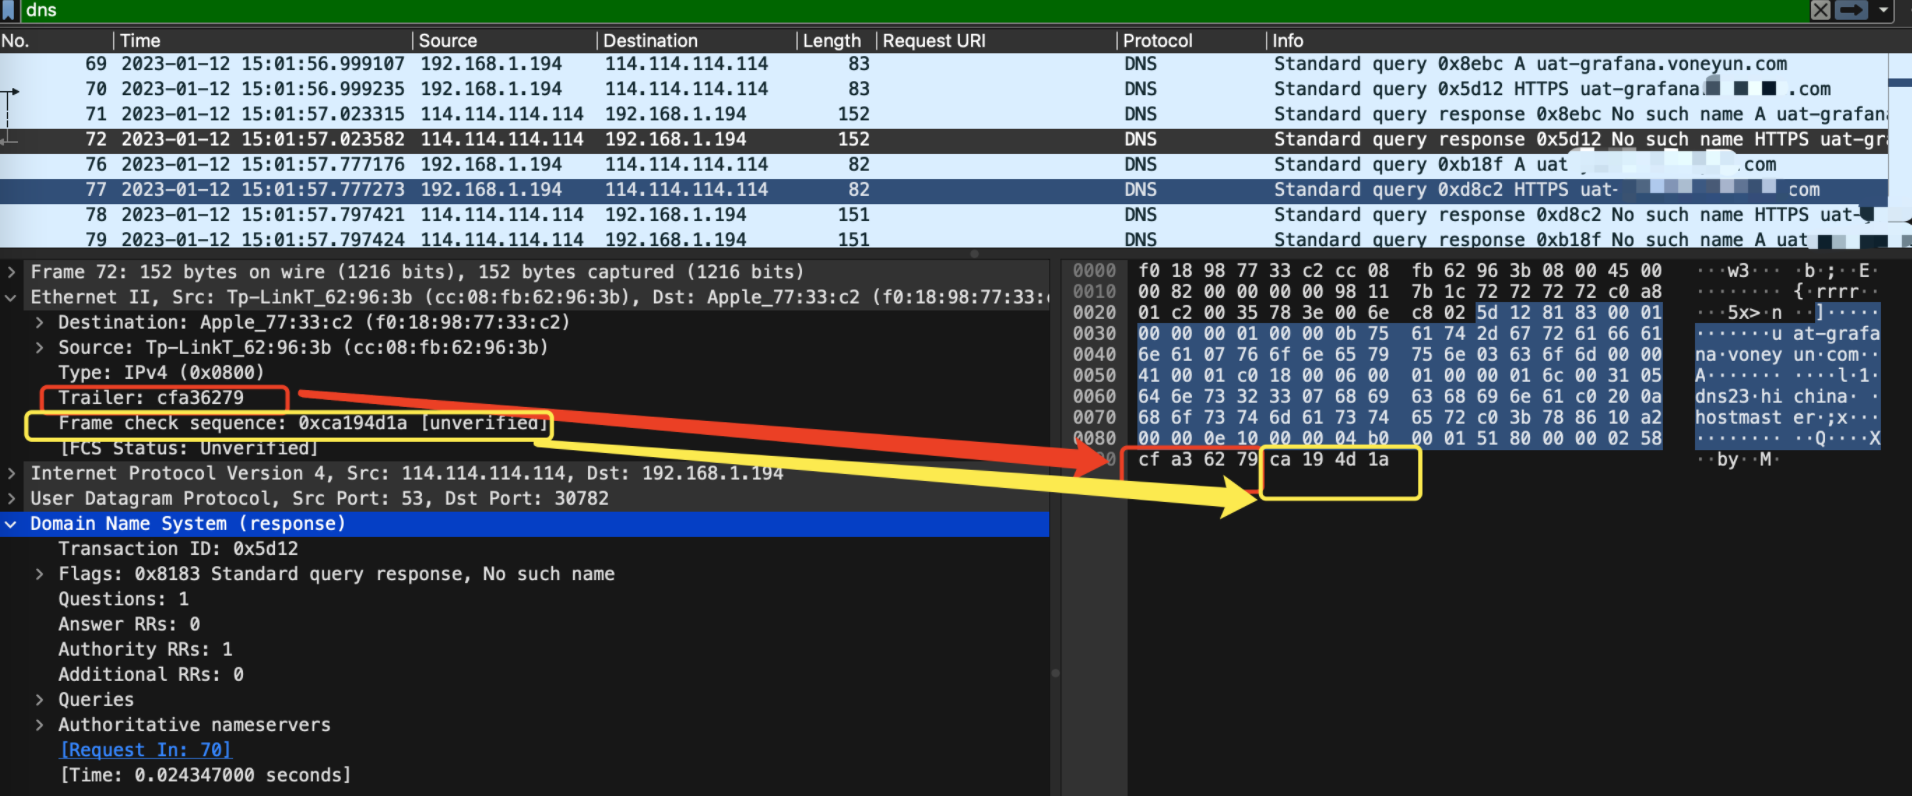 dns
No. Time Source Destination Length Request URI Protocol Info
69 2023-01-12 15:01:56.999107 192.168.1.194 114.114.114.114 83 DNS Standard query 0x8ebc A uat-grafana.voneyun.com
70 2023-01-12 15:01:56.999235 192.168.1.194 114.114.114.114 83 DNS Standard query 0x5d12 HTTPS uat-grafana. .com
71 2023-01-12 15:01:57.023315 114.114.114.114 192.168.1.194 152 DNS Standard query response 0x8ebc No such name A uat-grafana
72 2023-01-12 15:01:57.023582 114.114.114.114 192.168.1.194 152 DNS Standard query response 0x5d12 No such name HTTPS uat-gr
76 2023-01-12 15:01:57.777176 192.168.1.194 114.114.114.114 82 DNS Standard query 0xb18f A uat .com
77 2023-01-12 15:01:57.777273 192.168.1.194 114.114.114.114 82 DNS Standard query 0xd8c2 HTTPS uat- com
78 2023-01-12 15:01:57.797421 114.114.114.114 192.168.1.194 151 DNS Standard query response 0xd8c2 No such name HTTPS uat-
79 2023-01-12 15:01:57.797424 114.114.114.114 192.168.1.194 151 DNS Standard query response 0xb18f No such name A uat
Frame 72: 152 bytes on wire (1216 bits), 152 bytes captured (1216 bits)
Ethernet II, Src: Tp-LinkT_62:96:3b (cc:08:fb:62:96:3b), Dst: Apple_77:33:c2 (f0:18:98:77:33:
Destination: Apple_77:33:c2 (f0:18:98:77:33:c2)
Source: Tp-LinkT_62:96:3b (cc:08:fb:62:96:3b)
Type: IPv4 (0x0800)
Trailer: cfa36279
Frame check sequence: 0xca194d1a [unverified]
[FCS Status: Unverified]
Internet Protocol Version 4, Src: 114.114.114.114, Dst: 192.168.1.194
User Datagram Protocol, Src Port: 53, Dst Port: 30782
Domain Name System (response)
Transaction ID: 0x5d12
Flags: 0x8183 Standard query response, No such name
Questions: 1
Answer RRs: 0
Authority RRs: 1
Additional RRs: 0
Queries
Authoritative nameservers
[Request In: 70]
[Time: 0.024347000 seconds]
0000 f0 18 98 77 33 c2 cc 08 fb 62 96 3b 08 00 45 00 ···w3··· ·b·;··E·
0010 00 82 00 00 00 00 98 11 7b 1c 72 72 72 72 c0 a8 ········ {·rrrr··
0020 01 c2 00 35 78 3e 00 6e c8 02 5d 12 81 83 00 01 ···5x>·n ··]·····
0030 00 00 00 01 00 00 0b 75 61 74 2d 67 72 61 66 61 ·······u at-grafa
0040 6e 61 07 76 6f 6e 65 79 75 6e 03 63 6f 6d 00 00 na·voney un·com··
0050 41 00 01 c0 18 00 06 00 01 00 00 01 6c 00 31 05 A······· ····l·1·
0060 64 6e 73 32 33 07 68 69 63 68 69 6e 61 c0 20 0a dns23·hi china· ·
0070 68 6f 73 74 6d 61 73 74 65 72 c0 3b 78 86 10 a2 hostmast er·;x···
0080 00 00 0e 10 00 00 04 b0 00 01 51 80 00 00 02 58 ········ ··Q····X
cf a3 62 79 ca 19 4d 1a ··by··M·